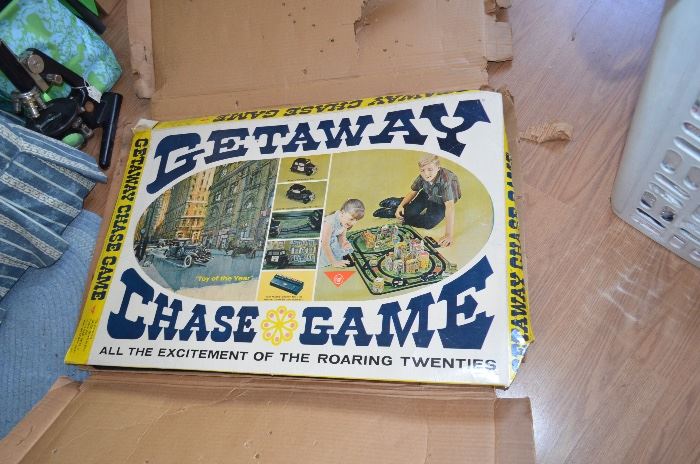 GETAWAY CHASE GAME
GETAWAY CHASE GAME
GETAWAY
"Toy of the Year"
CHASE GAME
ALL THE EXCITEMENT OF THE ROARING TWENTIES
GETAWAY CHASE GAME